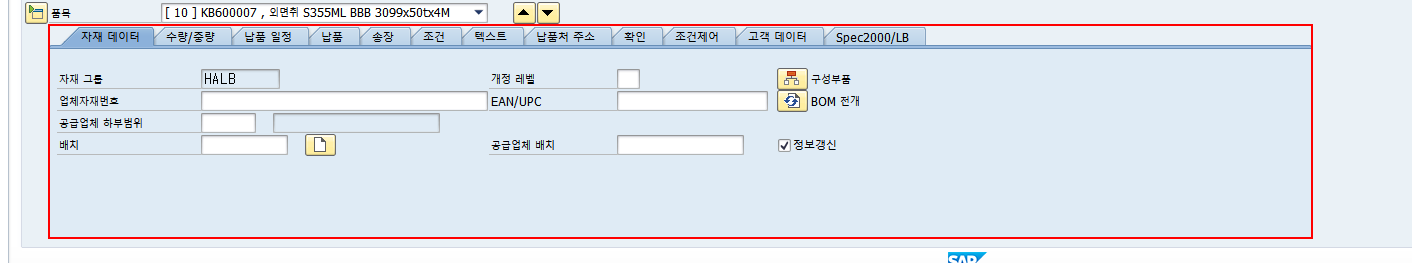 품목 [ 10 ] KB600007 , 외면취 S355ML BBB 3099x50tx4M
자재 데이터 수량/중량 납품 일정 납품 송장 조건 텍스트 납품처 주소 확인 조건제어 고객 데이터 Spec2000/LB
자재 그룹 HALB 개정 레벨 구성부품
업체자재번호 EAN/UPC BOM 전개
공급업체 하부범위
배치 공급업체 배치 정보갱신
SAP